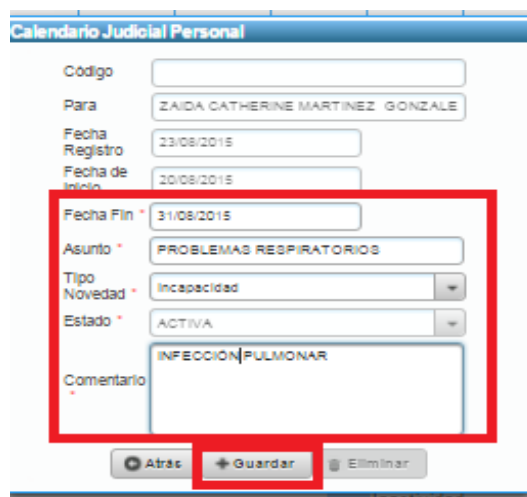 Calendario Judicial Personal
Código
Para ZAIDA CATHERINE MARTINEZ GONZALE
Fecha
Registro 23/08/2015
Fecha de
Inicio 20/08/2015
Fecha Fin * 31/08/2015
Asunto * PROBLEMAS RESPIRATORIOS
Tipo
Novedad * Incapacidad
Estado * ACTIVA
INFECCIÓN PULMONAR
Comentario
*
Atrás Guardar Eliminar